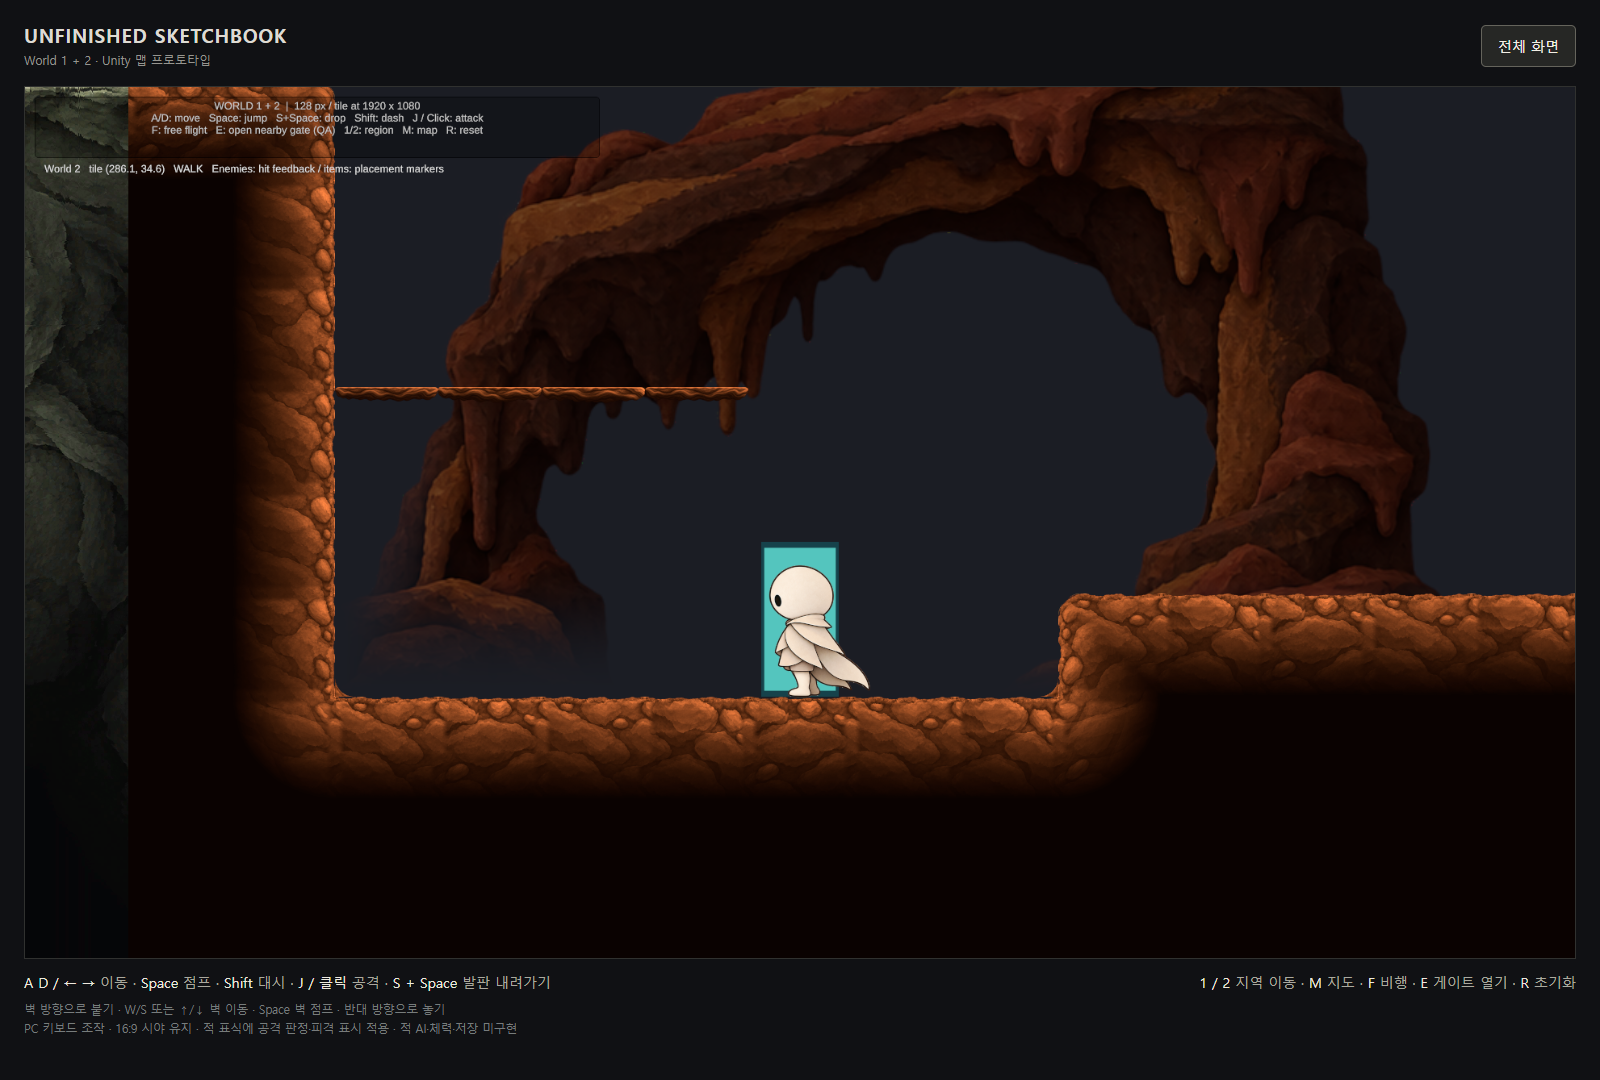 UNFINISHED SKETCHBOOK
World 1 + 2 · Unity 맵 프로토타입
전체 화면
WORLD 1 + 2 | 128 px / tile at 1920 x 1080
A/D: move Space: jump S+Space: drop Shift: dash J / Click: attack
F: free flight E: open nearby gate (QA) 1/2: region M: map R: reset
World 2 tile (286.1, 34.6) WALK Enemies: hit feedback / items: placement markers
A D / ← → 이동 · Space 점프 · Shift 대시 · J / 클릭 공격 · S + Space 발판 내려가기
1 / 2 지역 이동 · M 지도 · F 비행 · E 게이트 열기 · R 초기화
벽 방향으로 붙기 · W/S 또는 ↑/↓ 벽 이동 · Space 벽 점프 · 반대 방향으로 놓기
PC 키보드 조작 · 16:9 시야 유지 · 적 표식에 공격 판정·피격 표시 적용 · 적 AI·체력·저장 미구현